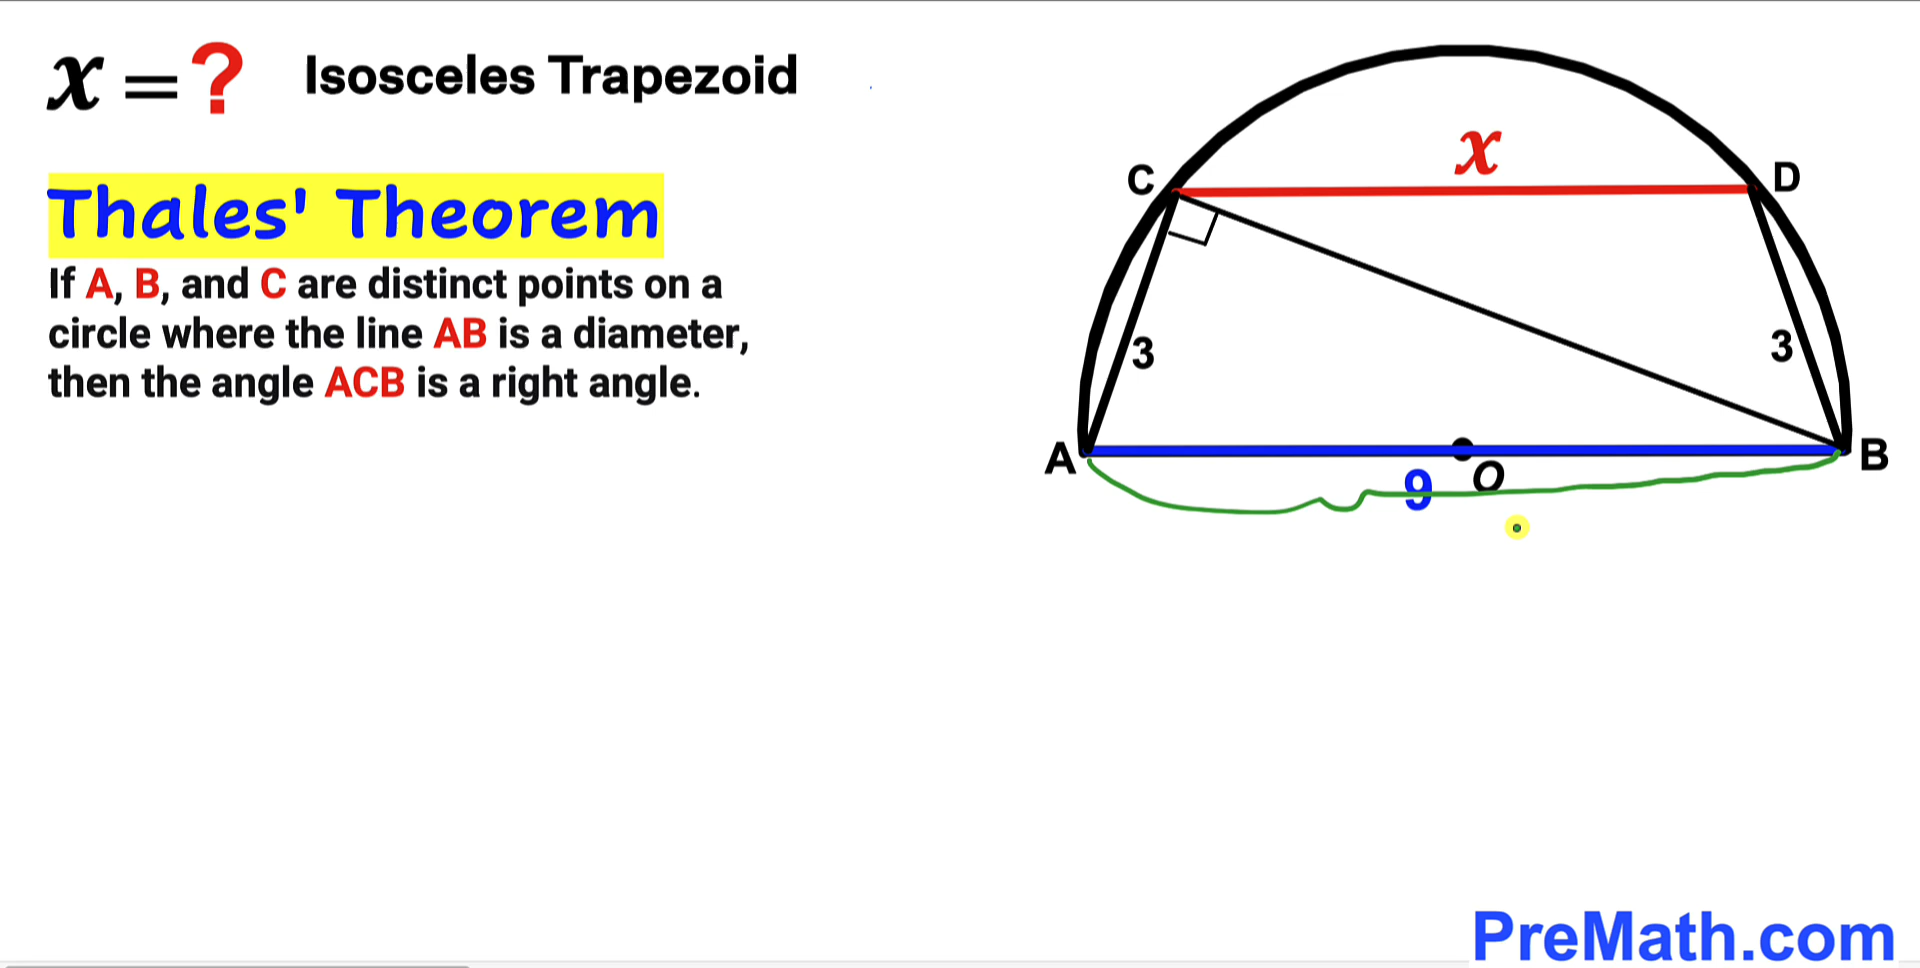 x = ? Isosceles Trapezoid
Thales' Theorem
If A, B, and C are distinct points on a
circle where the line AB is a diameter,
then the angle ACB is a right angle.
x
C
D
3
3
A
B
9
O
PreMath.com